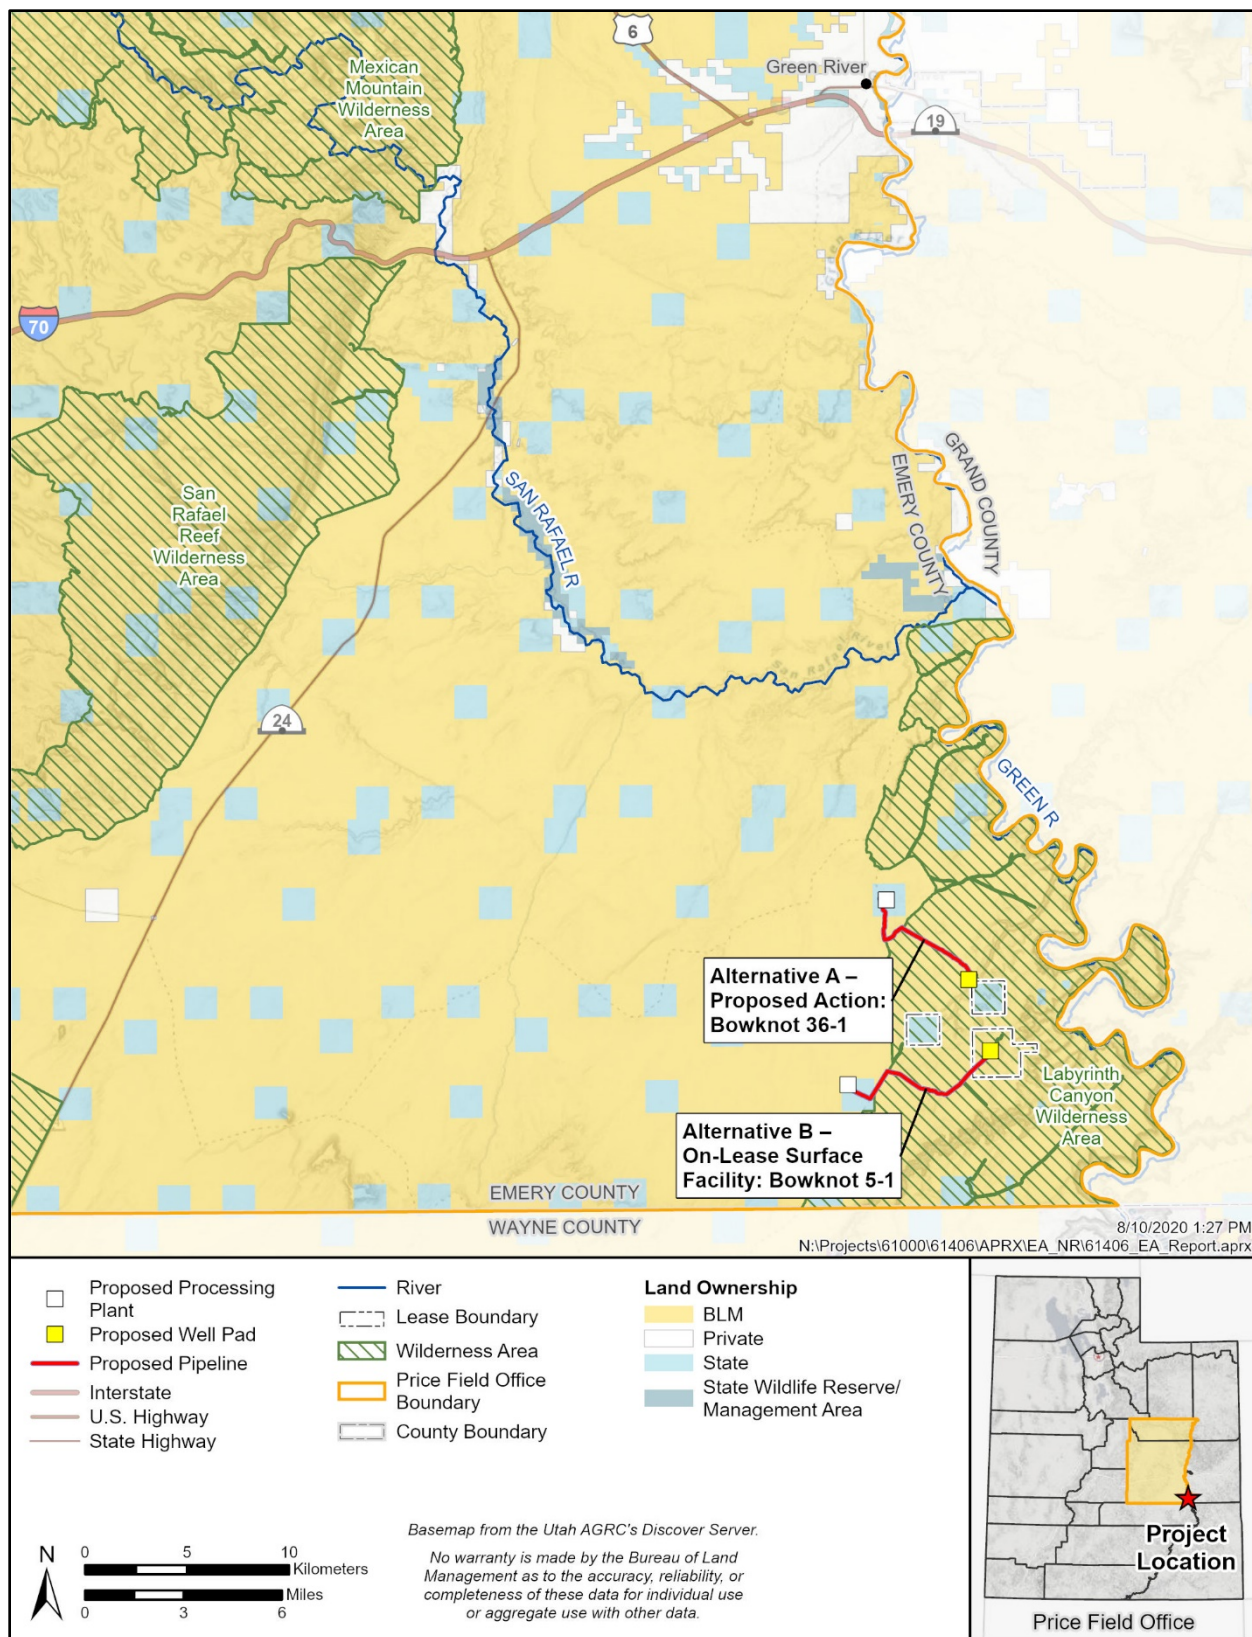 6
Green River
Mexican
Mountain
Wilderness
Area
19
Green River
70
GRAND COUNTY
EMERY COUNTY
SAN RAFAEL R
San
Rafael
Reef
Wilderness
Area
San Rafael River
24
GREEN R
Alternative A –
Proposed Action:
Bowknot 36-1
Labyrinth
Canyon
Wilderness
Area
Alternative B –
On-Lease Surface
Facility: Bowknot 5-1
EMERY COUNTY
WAYNE COUNTY
8/10/2020 1:27 PM
N:\Projects\61000\61406\APRX\EA_NR\61406_EA_Report.aprx
Proposed Processing
Plant
Proposed Well Pad
Proposed Pipeline
Interstate
U.S. Highway
State Highway
River
Lease Boundary
Wilderness Area
Price Field Office
Boundary
County Boundary
Land Ownership
BLM
Private
State
State Wildlife Reserve/
Management Area
N
0 5 10
Kilometers
Miles
0 3 6
Basemap from the Utah AGRC's Discover Server.
No warranty is made by the Bureau of Land
Management as to the accuracy, reliability, or
completeness of these data for individual use
or aggregate use with other data.
Project
Location
Price Field Office